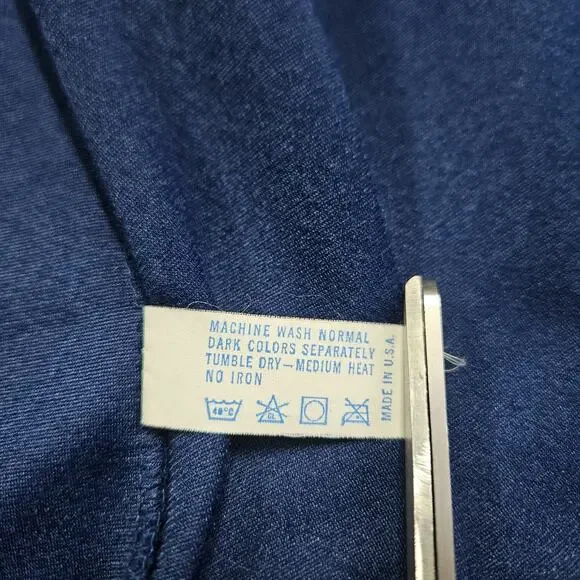 MACHINE WASH NORMAL
DARK COLORS SEPARATELY
TUMBLE DRY—MEDIUM HEAT
NO IRON
40°C
CL
MADE IN U.S.A.